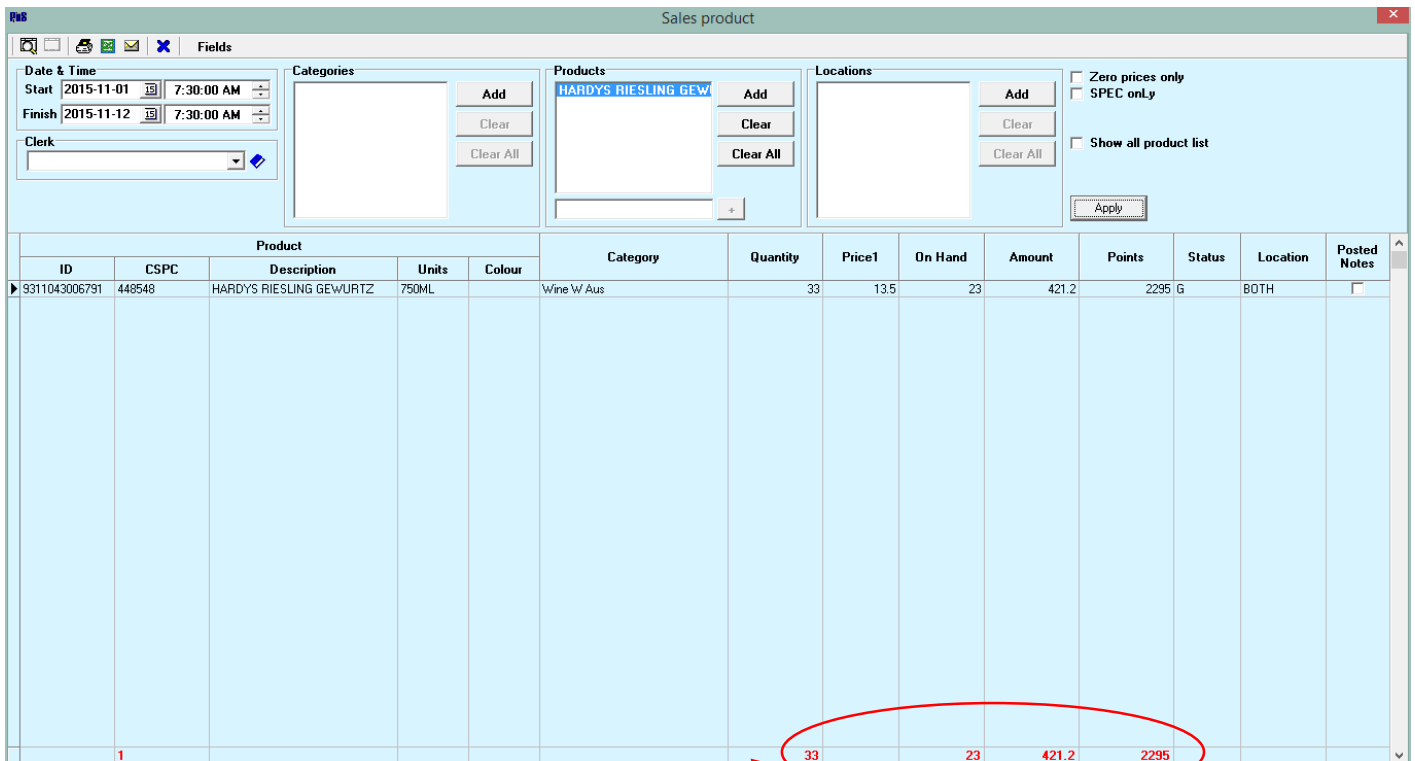 Sales product
Fields
Date & Time
Start 2015-11-01 15 7:30:00 AM
Finish 2015-11-12 15 7:30:00 AM
Clerk
Categories
Add
Clear
Clear All
Products
HARDYS RIESLING GEW
Add
Clear
Clear All
+
Locations
Add
Clear
Clear All
Zero prices only
SPEC onLy
Show all product list
Apply
Product Category Quantity Price1 On Hand Amount Points Status Location Posted Notes
ID CSPC Description Units Colour
9311043006791 448548 HARDYS RIESLING GEWURTZ 750ML Wine W Aus 33 13.5 23 421.2 2295 G BOTH
1 33 23 421.2 2295